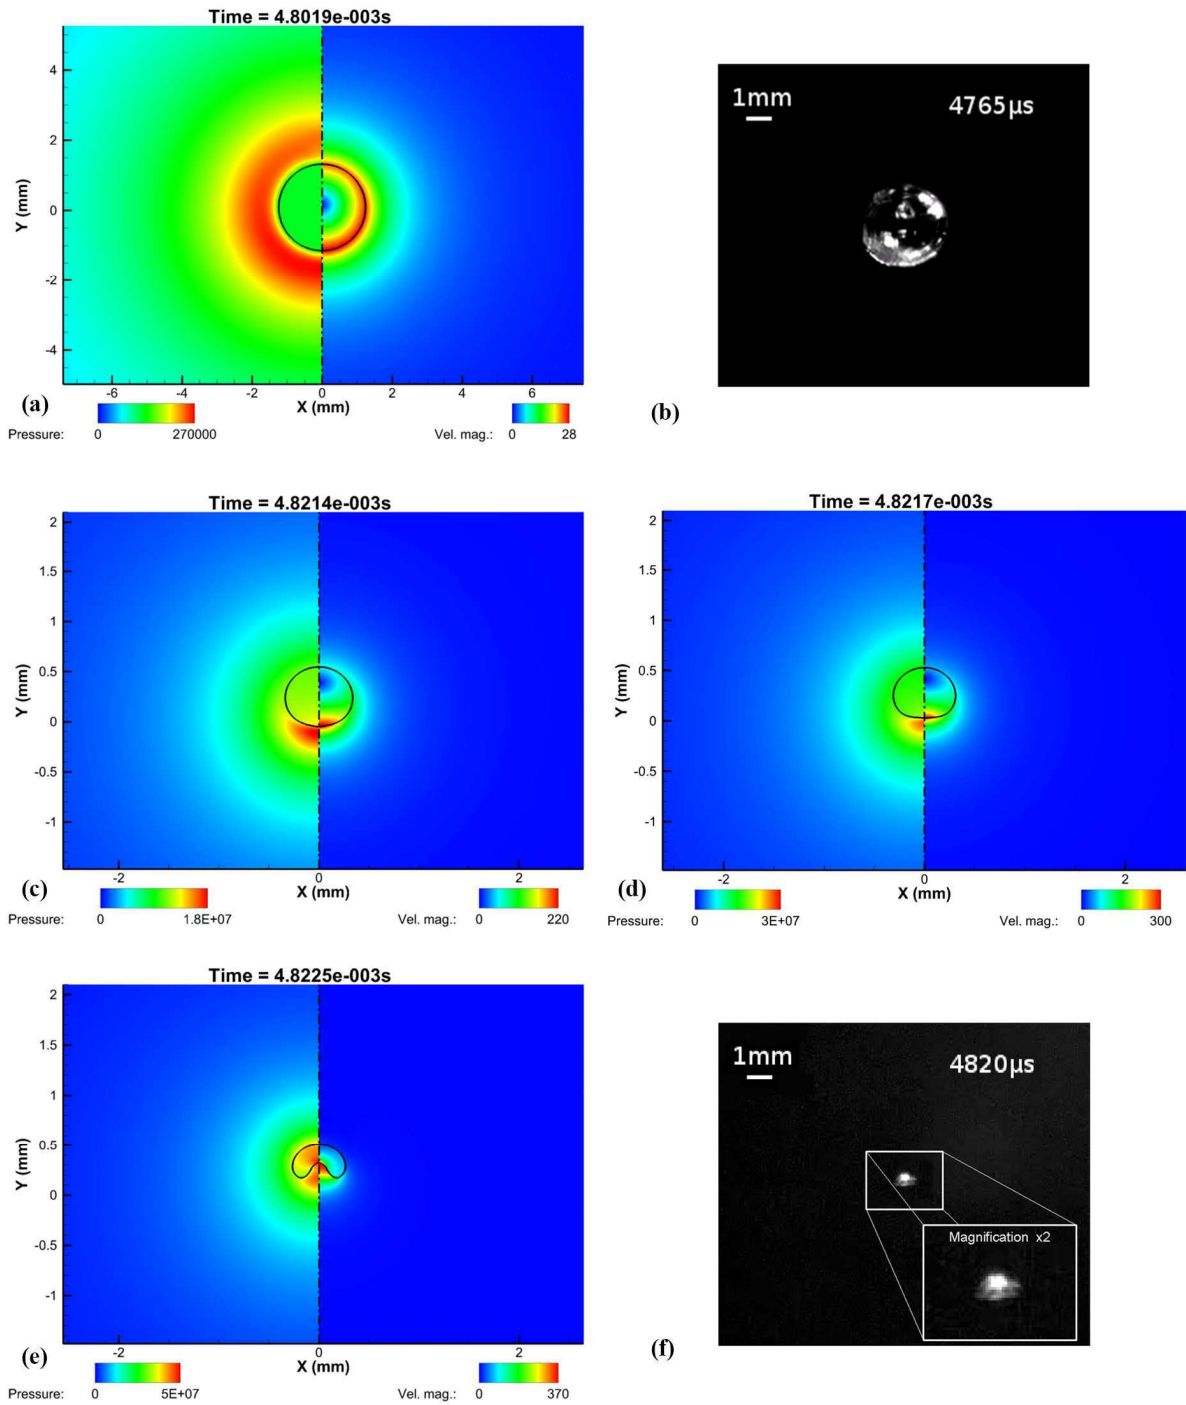 Time = 4.8019e-003s
4
2
0
-2
-4
Y (mm)
-6 -4 -2 0 2 4 6
X (mm)
(a)
Pressure: 0 270000 Vel. mag.: 0 28
1mm 4765µs
(b)
Time = 4.8214e-003s
2
1.5
1
0.5
0
-0.5
-1
Y (mm)
-2 0 2
X (mm)
(c)
Pressure: 0 1.8E+07 Vel. mag.: 0 220
Time = 4.8217e-003s
2
1.5
1
0.5
0
-0.5
-1
Y (mm)
-2 0 2
X (mm)
(d)
Pressure: 0 3E+07 Vel. mag.: 0 300
Time = 4.8225e-003s
2
1.5
1
0.5
0
-0.5
-1
Y (mm)
-2 0 2
X (mm)
(e)
Pressure: 0 5E+07 Vel. mag.: 0 370
1mm 4820µs
Magnification x2
(f)